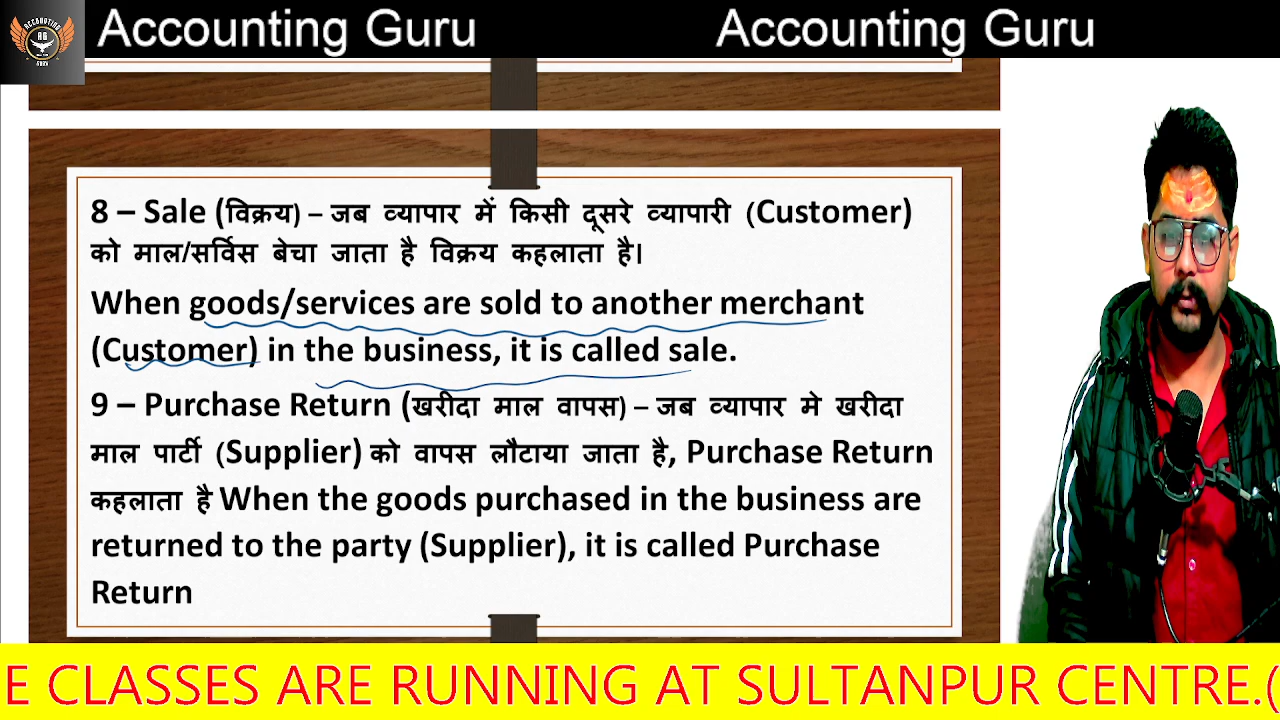 Accounting Guru
Accounting Guru
ACCOUNTING
AG
GURU
8 – Sale (विक्रय) – जब व्यापार में किसी दूसरे व्यापारी (Customer)
को माल/सर्विस बेचा जाता है विक्रय कहलाता है।
When goods/services are sold to another merchant
(Customer) in the business, it is called sale.
9 – Purchase Return (खरीदा माल वापस) – जब व्यापार मे खरीदा
माल पार्टी (Supplier) को वापस लौटाया जाता है, Purchase Return
कहलाता है When the goods purchased in the business are
returned to the party (Supplier), it is called Purchase
Return
E CLASSES ARE RUNNING AT SULTANPUR CENTRE.(